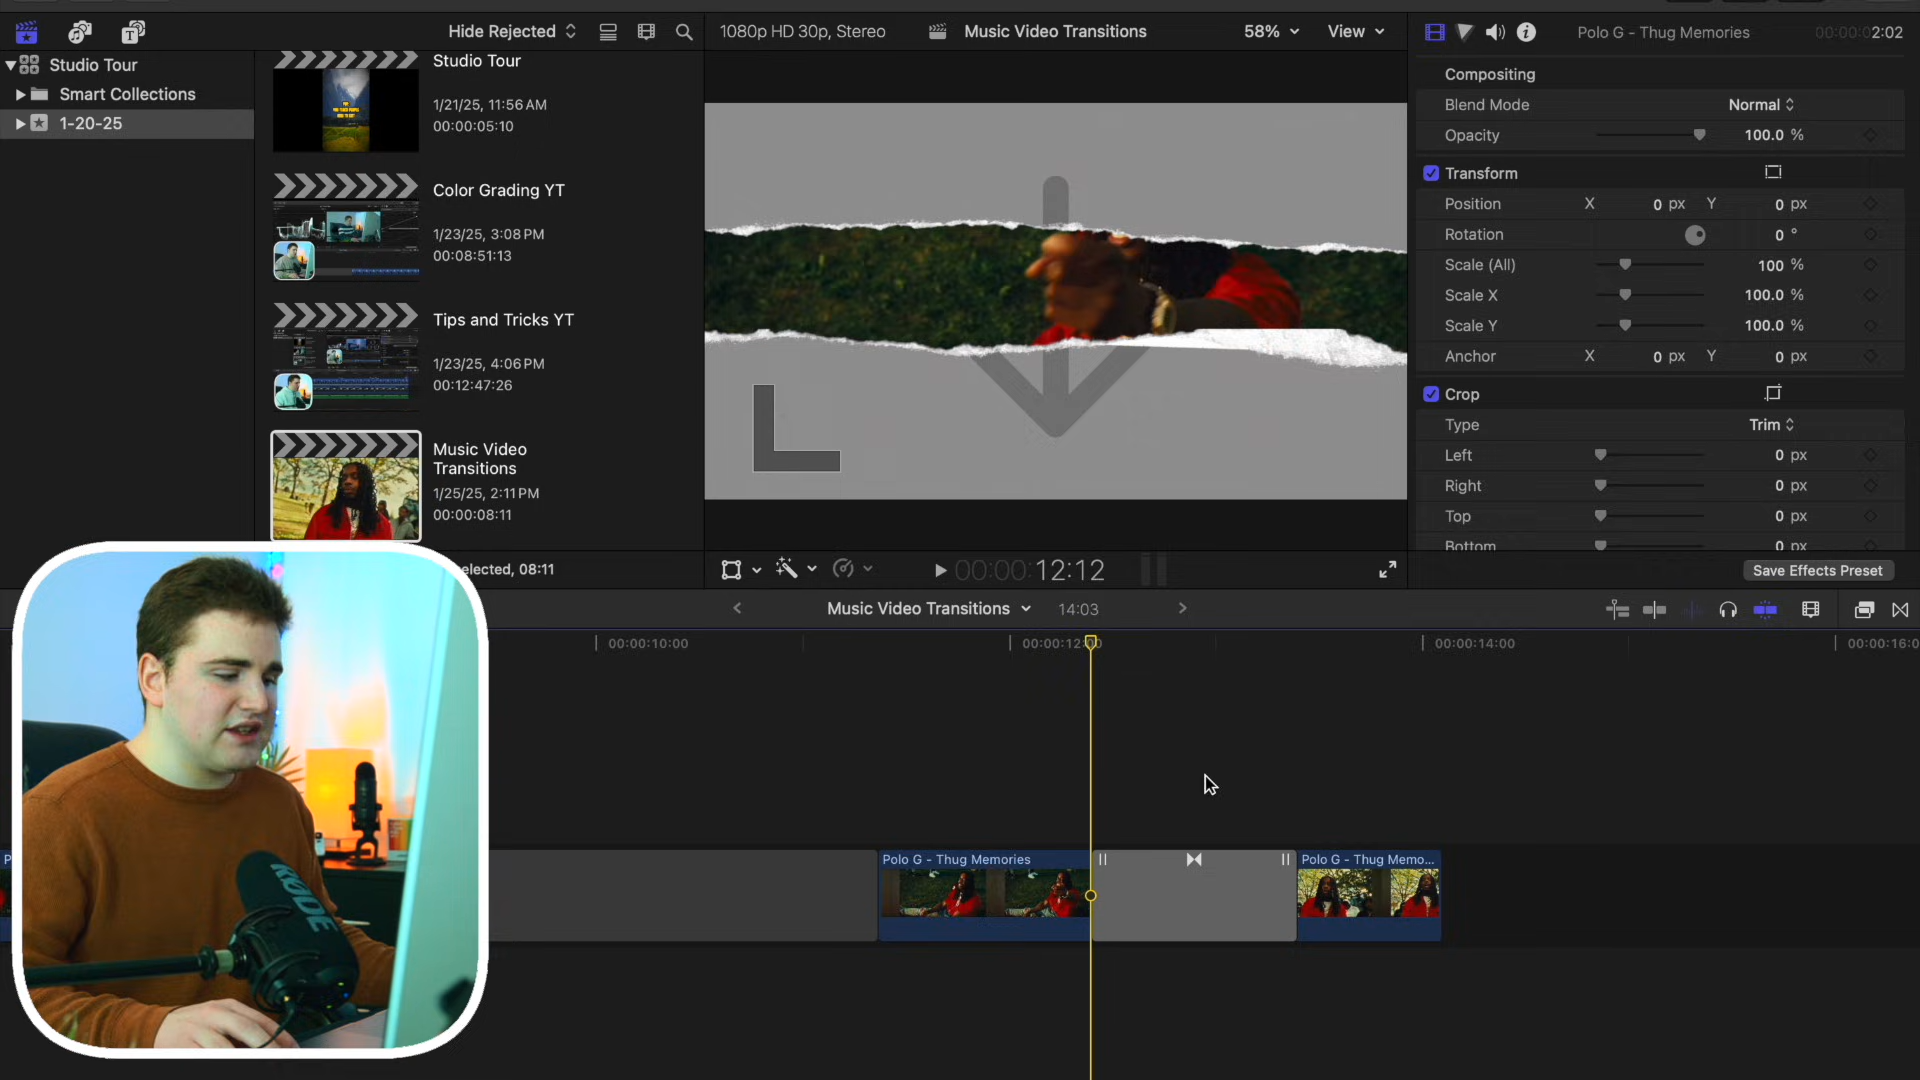 Hide Rejected
1080p HD 30p, Stereo
Music Video Transitions
58%
View
Polo G - Thug Memories
00:00:02:02
Studio Tour
Smart Collections
1-20-25
Studio Tour
1/21/25, 11:56 AM
00:00:05:10
Color Grading YT
1/23/25, 3:08 PM
00:08:51:13
Tips and Tricks YT
1/23/25, 4:06 PM
00:12:47:26
Music Video
Transitions
1/25/25, 2:11 PM
00:00:08:11
elected, 08:11
00:00:12:12
Compositing
Blend Mode
Normal
Opacity
100.0 %
Transform
Position X 0 px Y 0 px
Rotation 0 °
Scale (All) 100 %
Scale X 100.0 %
Scale Y 100.0 %
Anchor X 0 px Y 0 px
Crop
Type Trim
Left 0 px
Right 0 px
Top 0 px
Bottom 0 px
Save Effects Preset
Music Video Transitions
14:03
00:00:10:00
00:00:12:00
00:00:14:00
00:00:16:0
P
Polo G - Thug Memories
Polo G - Thug Memo...
RØDE